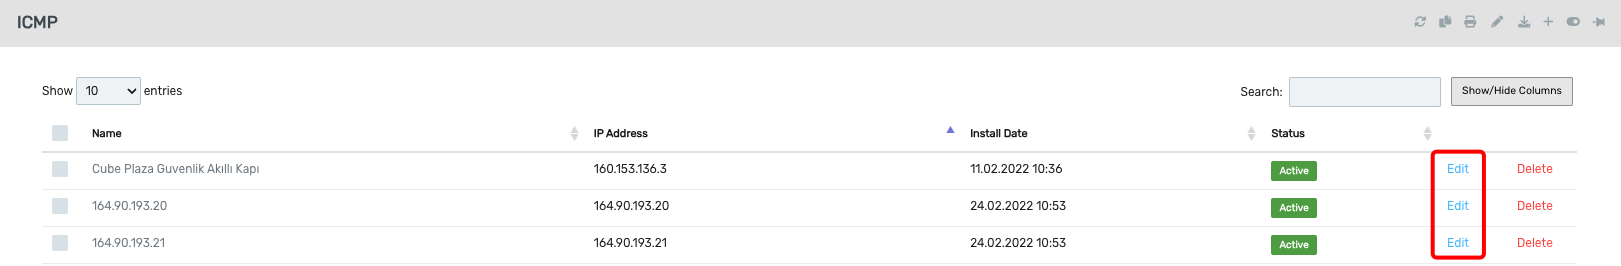 ICMP
Show 10 entries Search: Show/Hide Columns
Name IP Address Install Date Status
Cube Plaza Guvenlik Akıllı Kapı 160.153.136.3 11.02.2022 10:36 Active Edit Delete
164.90.193.20 164.90.193.20 24.02.2022 10:53 Active Edit Delete
164.90.193.21 164.90.193.21 24.02.2022 10:53 Active Edit Delete